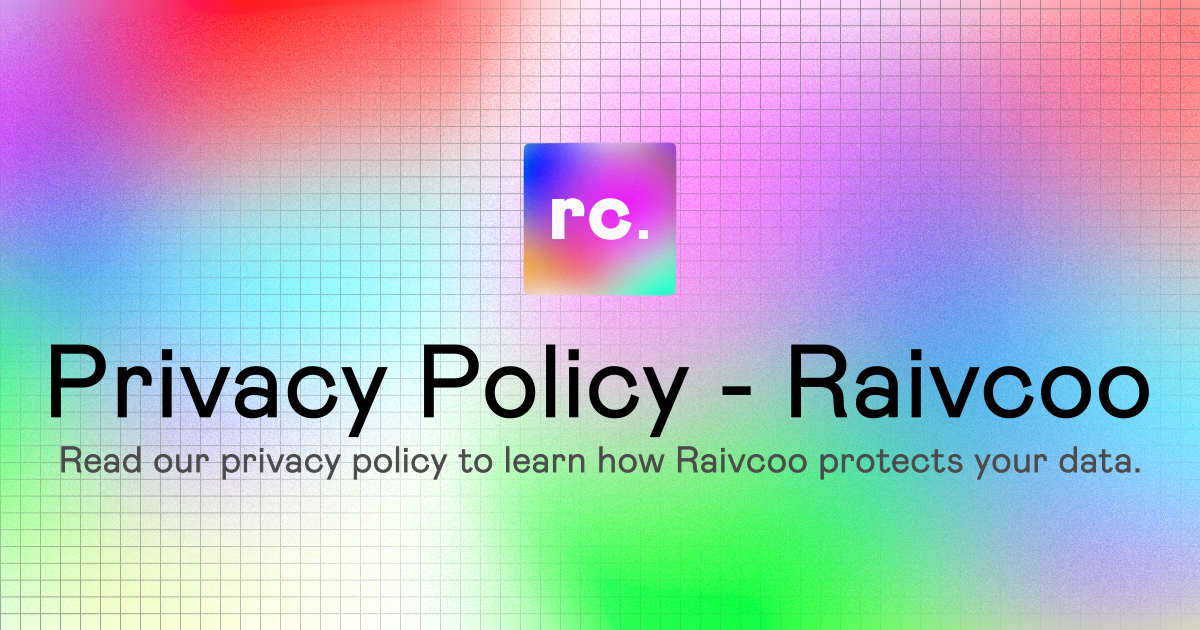 rc.
Privacy Policy - Raivcoo
Read our privacy policy to learn how Raivcoo protects your data.